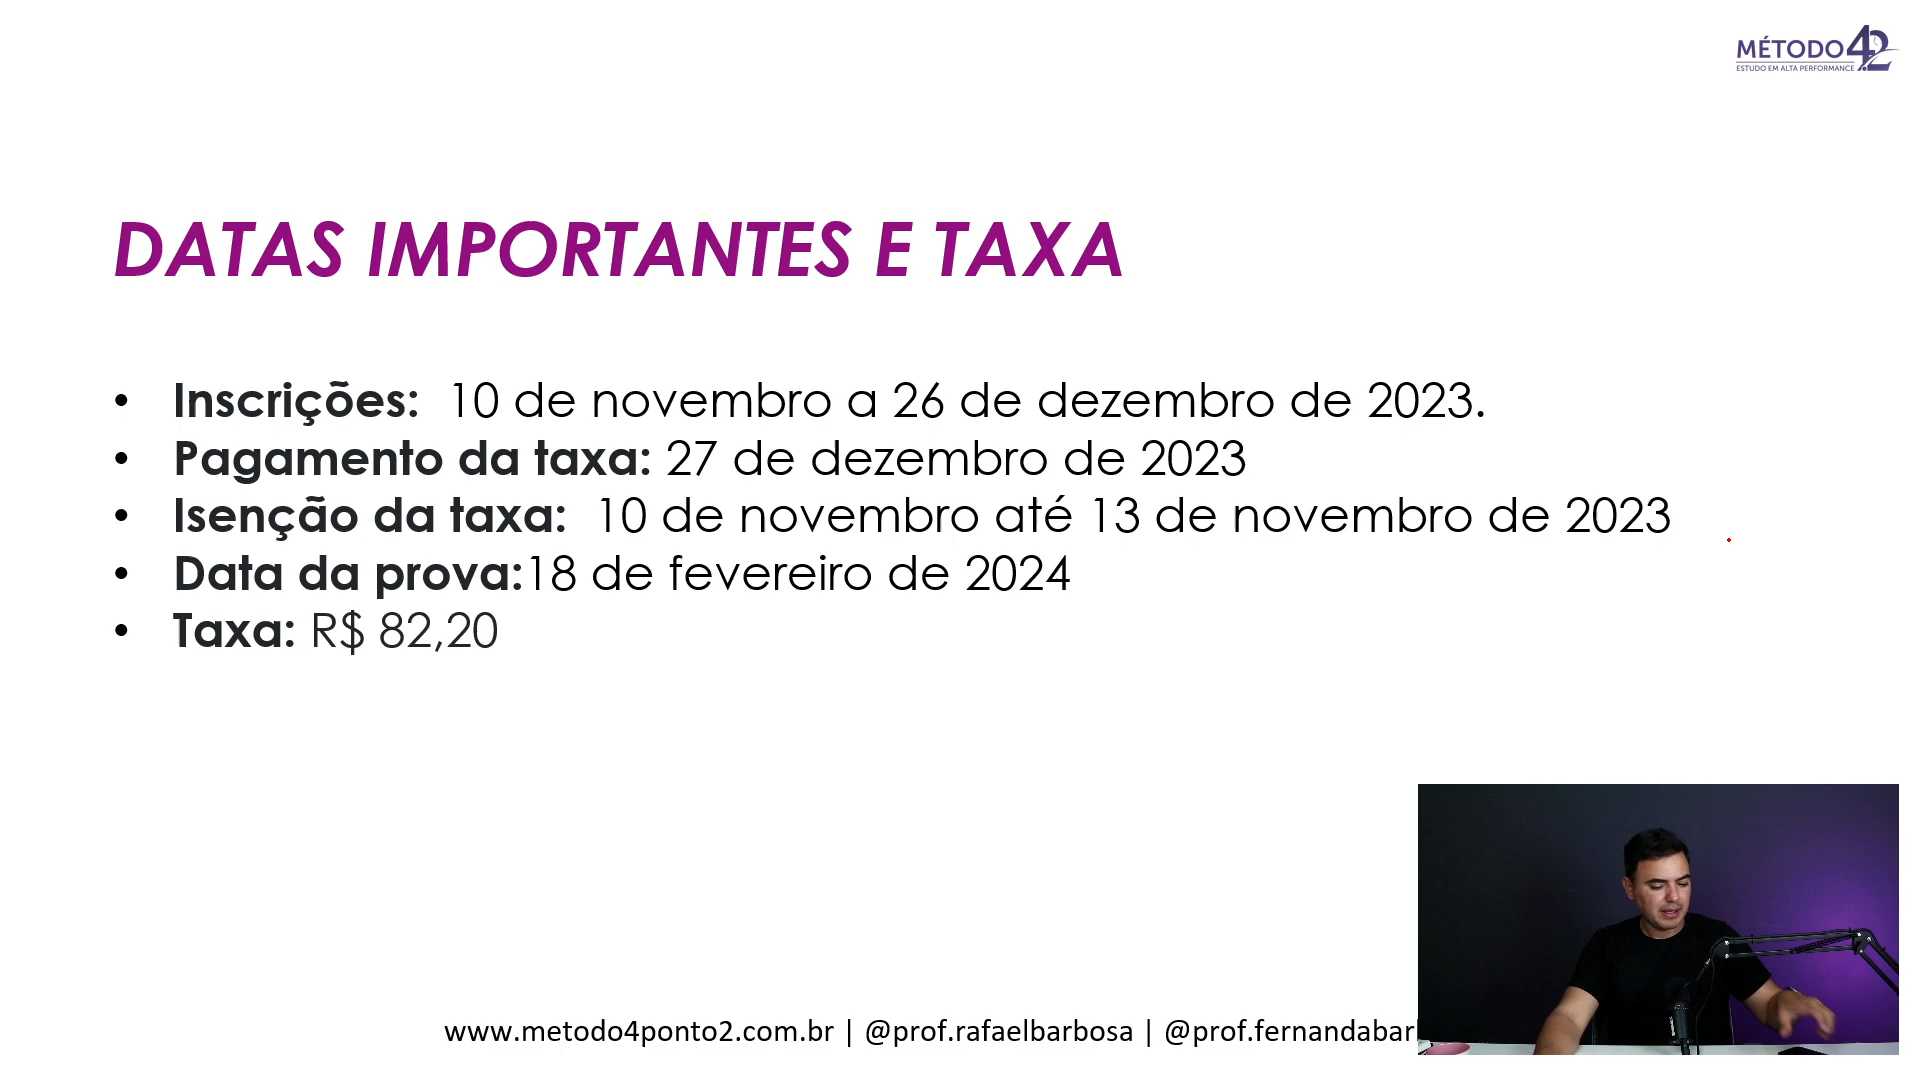 MÉTODO 4.2
ESTUDO EM ALTA PERFORMANCE
DATAS IMPORTANTES E TAXA
• Inscrições: 10 de novembro a 26 de dezembro de 2023.
• Pagamento da taxa: 27 de dezembro de 2023
• Isenção da taxa: 10 de novembro até 13 de novembro de 2023
• Data da prova:18 de fevereiro de 2024
• Taxa: R$ 82,20
www.metodo4ponto2.com.br | @prof.rafaelbarbosa | @prof.fernandabar